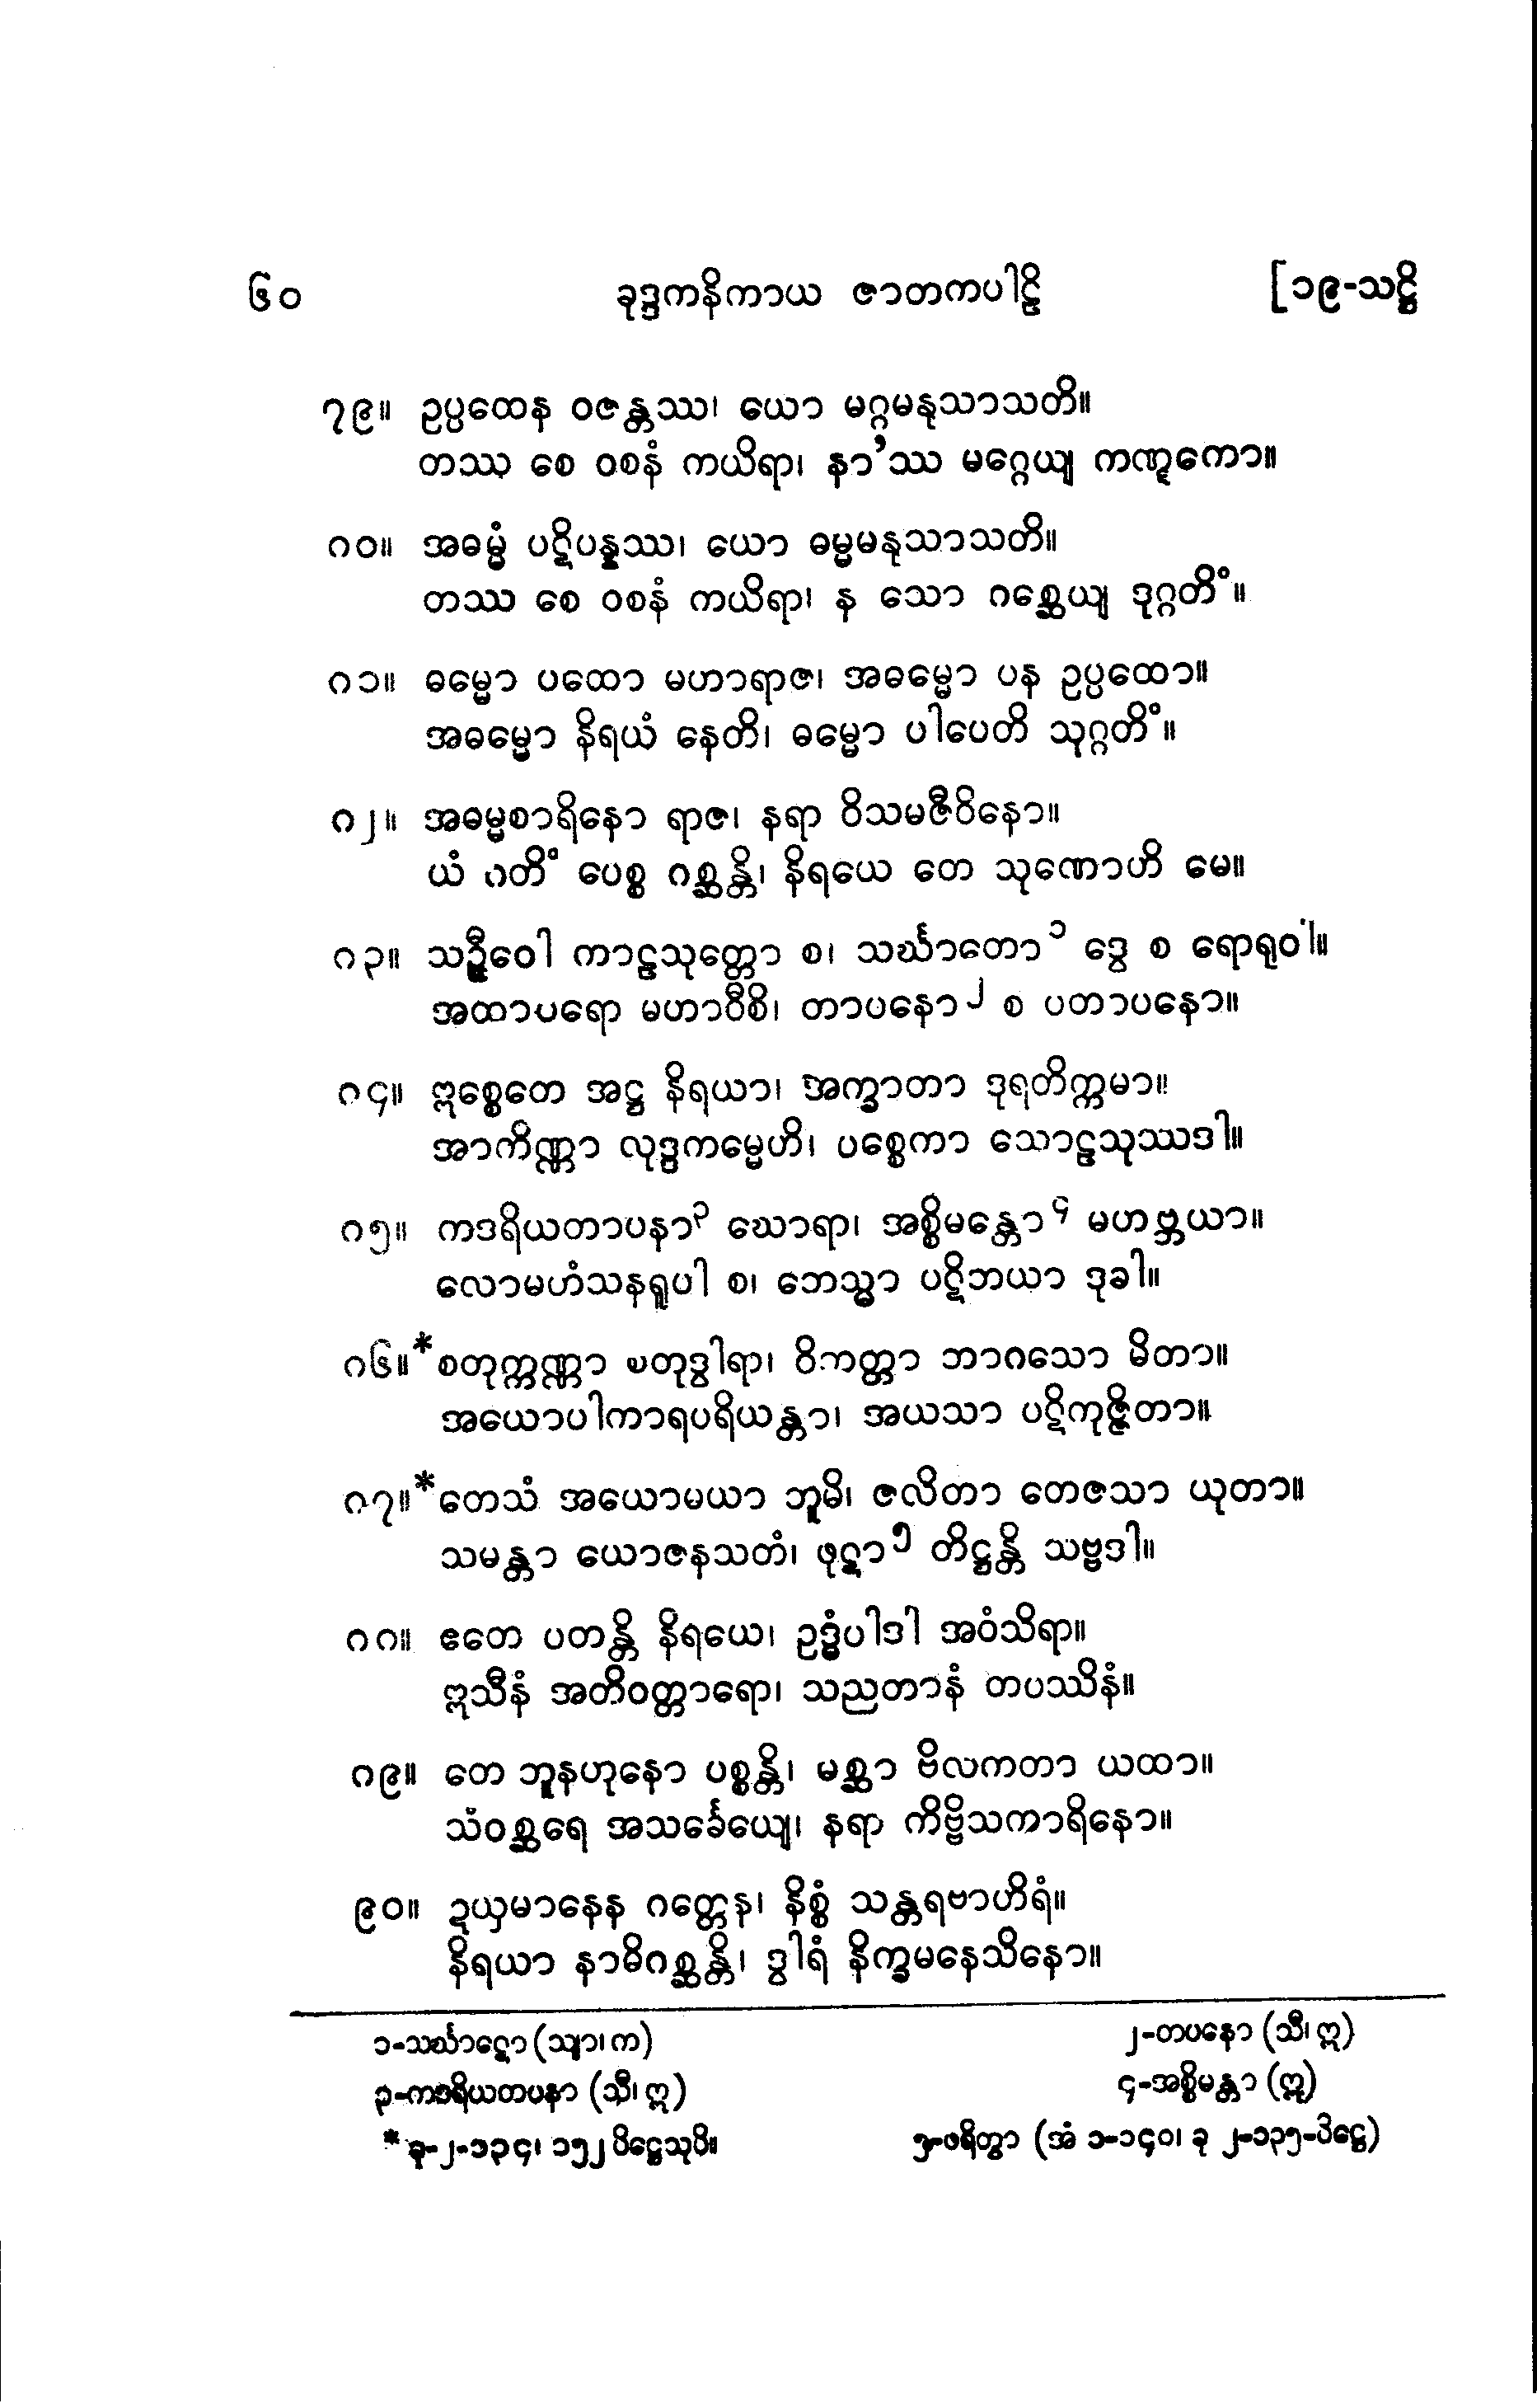 ၆၀ ခုဒ္ဒကနိကာယ ဇာတကပါဠိ [၁၉-သဋ္ဌိ
၇၉။ ဥပ္ပထေန ဝဇန္တဿ၊ ယော မဂ္ဂမနုသာသတိ။
တဿ စေ ဝစနံ ကယိရာ၊ နာ’ဿ မဂ္ဂေယျ ကဏ္ဋကော။
၈၀။ အဓမ္မံ ပဋိပန္နဿ၊ ယော ဓမ္မမနုသာသတိ။
တဿ စေ ဝစနံ ကယိရာ၊ န သော ဂစ္ဆေယျ ဒုဂ္ဂတိံ။
၈၁။ ဓမ္မော ပထော မဟာရာဇ၊ အဓမ္မော ပန ဥပ္ပထော။
အဓမ္မော နိရယံ နေတိ၊ ဓမ္မော ပါပေတိ သုဂ္ဂတိံ။
၈၂။ အဓမ္မစာရိနော ရာဇ၊ နရာ ဝိသမဇီဝိနော။
ယံ ဂတိံ ပေစ္စ ဂစ္ဆန္တိ၊ နိရယေ တေ သုဏောဟိ မေ။
၈၃။ သဉ္ဇီဝေါ ကာဠသုတ္တော စ၊ သင်္ဃာတော၁ ဒွေ စ ရောရုဝါ။
အထာပရော မဟာဝီစိ၊ တာပနော၂ စ ပတာပနော။
၈၄။ ဣစ္စေတေ အဋ္ဌ နိရယာ၊ အက္ခာတာ ဒုရတိက္ကမာ။
အာကိဏ္ဏာ လုဒ္ဒကမ္မေဟိ၊ ပစ္စေကာ သောဠသုဿဒါ။
၈၅။ ကဒရိယတာပနာ၃ ဃောရာ၊ အစ္စိမန္တော၄ မဟဗ္ဘယာ။
လောမဟံသနရူပါ စ၊ ဘေသ္မာ ပဋိဘယာ ဒုခါ။
၈၆။*စတုက္ကဏ္ဏာ စတုဒွါရာ၊ ဝိဘတ္တာ ဘာဂသော မိတာ။
အယောပါကာရပရိယန္တာ၊ အယသာ ပဋိကုဇ္ဇိတာ။
၈၇။*တေသံ အယောမယာ ဘူမိ၊ ဇလိတာ တေဇသာ ယုတာ။
သမန္တာ ယောဇနသတံ၊ ဖုဋာ၅ တိဋ္ဌန္တိ သဗ္ဗဒါ။
၈၈။ ဧတေ ပတန္တိ နိရယေ၊ ဥဒ္ဓံပါဒါ အဝံသိရာ။
ဣသီနံ အတိဝတ္တာရော၊ သညတာနံ တပဿိနံ။
၈၉။ တေ ဘူနဟုနော ပစ္စန္တိ၊ မစ္ဆာ ဗိလကတာ ယထာ။
သံဝစ္ဆရေ အသင်္ခေယျေ၊ နရာ ကိဗ္ဗိသကာရိနော။
၉၀။ ဍယှမာနေန ဂတ္တေန၊ နိစ္စံ သန္တရဗာဟိရံ။
နိရယာ နာဓိဂစ္ဆန္တိ၊ ဒွါရံ နိက္ခမနေသိနော။
၁-သင်္ဃာဋော (သျာ၊ က) ၂-တပနော (သီ၊ ဣ)
၃-ကဒရိယတပနာ (သီ၊ ဣ) ၄-အစ္စိမန္တာ (ဣ)
* ခု-၂-၁၃၄၊ ၁၅၂ ပိဋ္ဌေသုပိ။ ၅-ဖရိတွာ (အံ ၁-၁၄၀၊ ခု ၂-၁၃၅-ပိဋ္ဌေ)